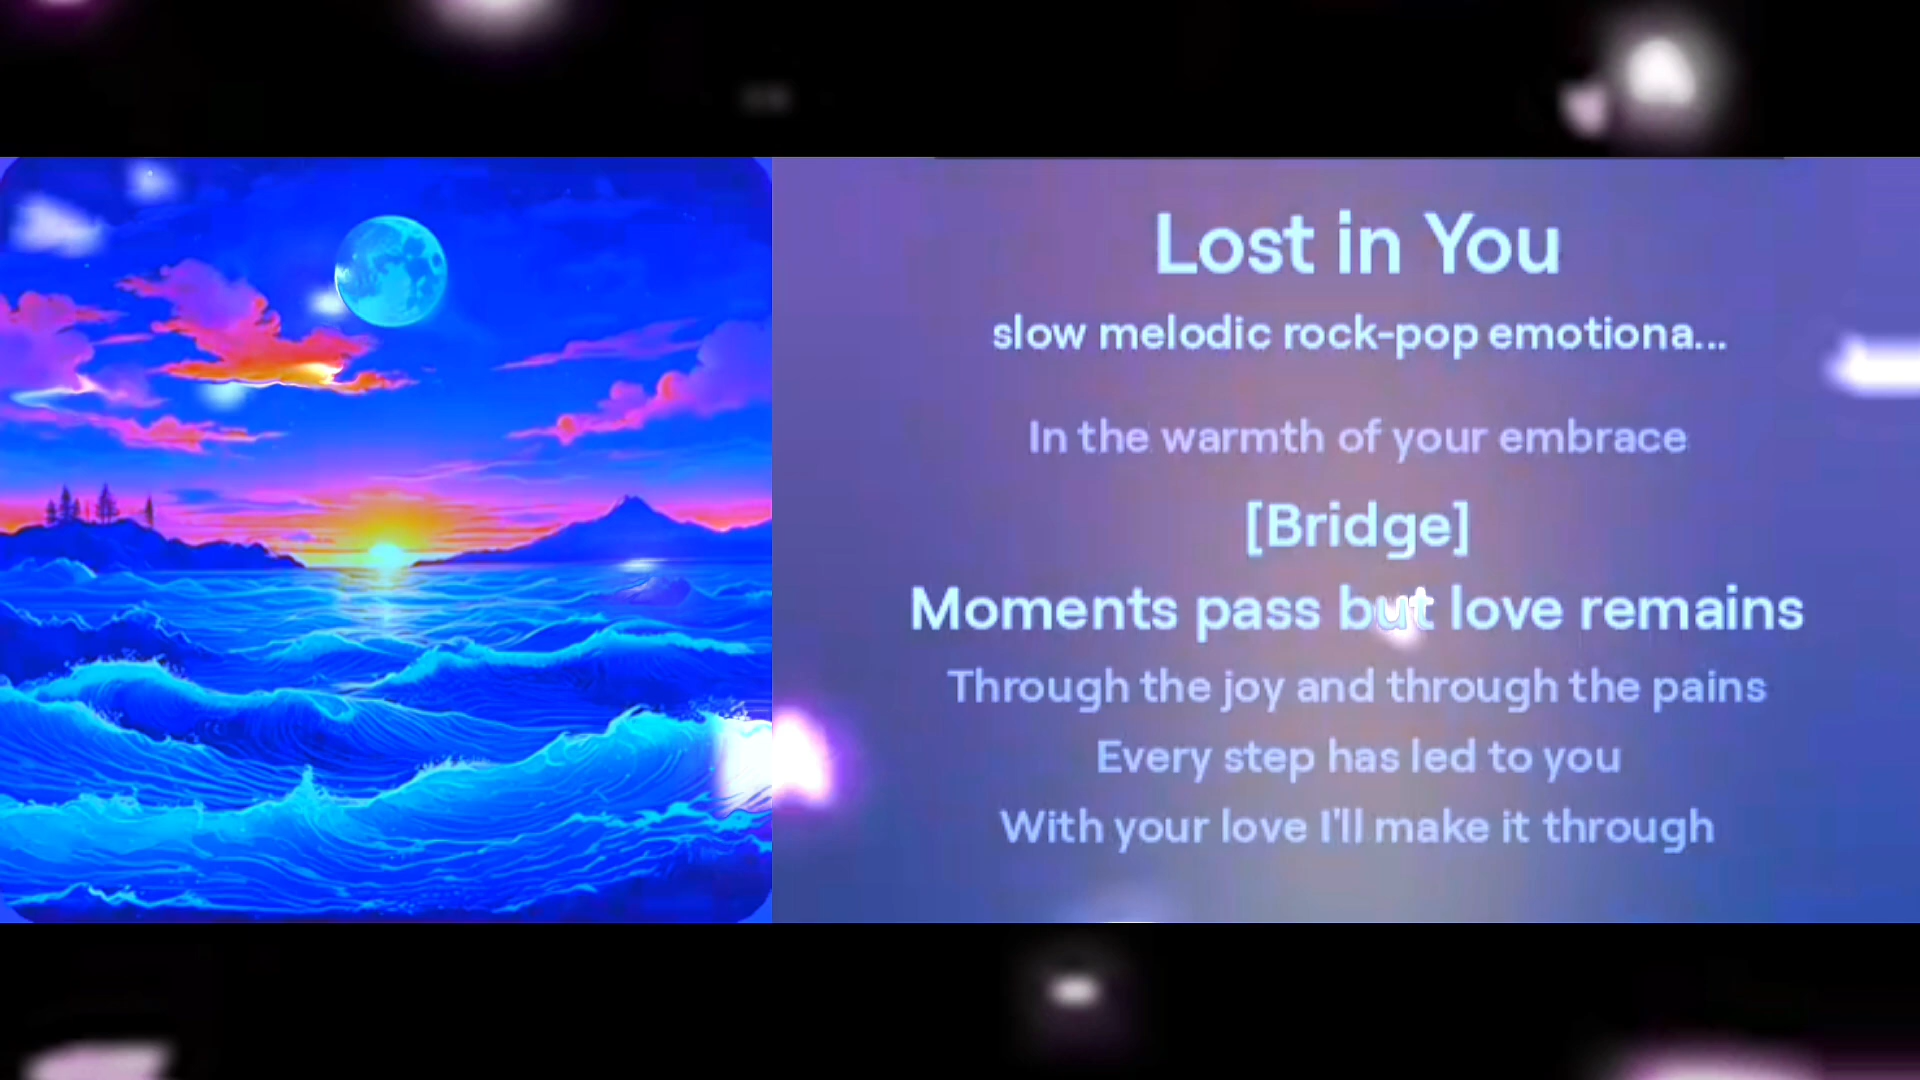 Lost in You
slow melodic rock-pop emotiona...
In the warmth of your embrace
[Bridge]
Moments pass but love remains
Through the joy and through the pains
Every step has led to you
With your love I'll make it through